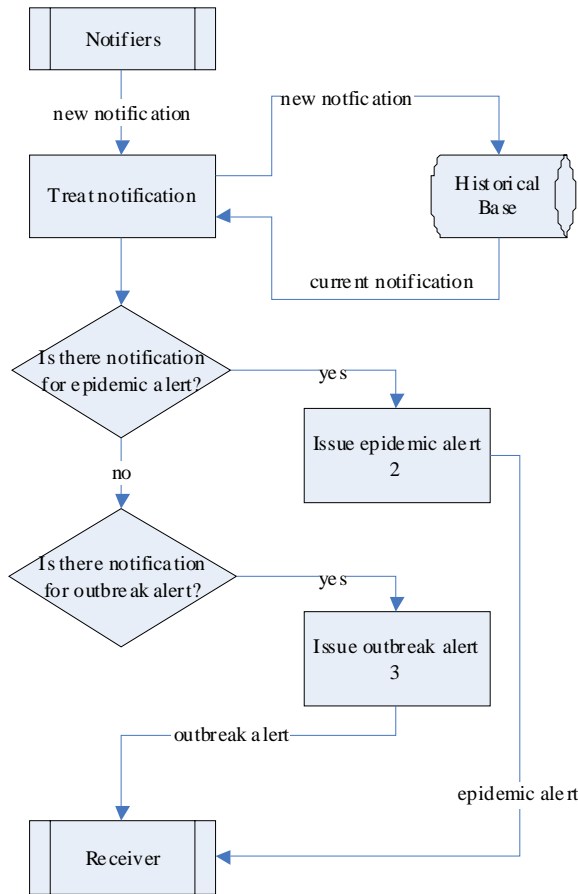 Notifiers
new notification
new notfication
Treat notification
Historical
Base
current notification
Is there notification
for epidemic alert?
yes
Issue epidemic alert
2
no
Is there notification
for outbreak alert?
yes
Issue outbreak alert
3
outbreak alert
epidemic alert
Receiver